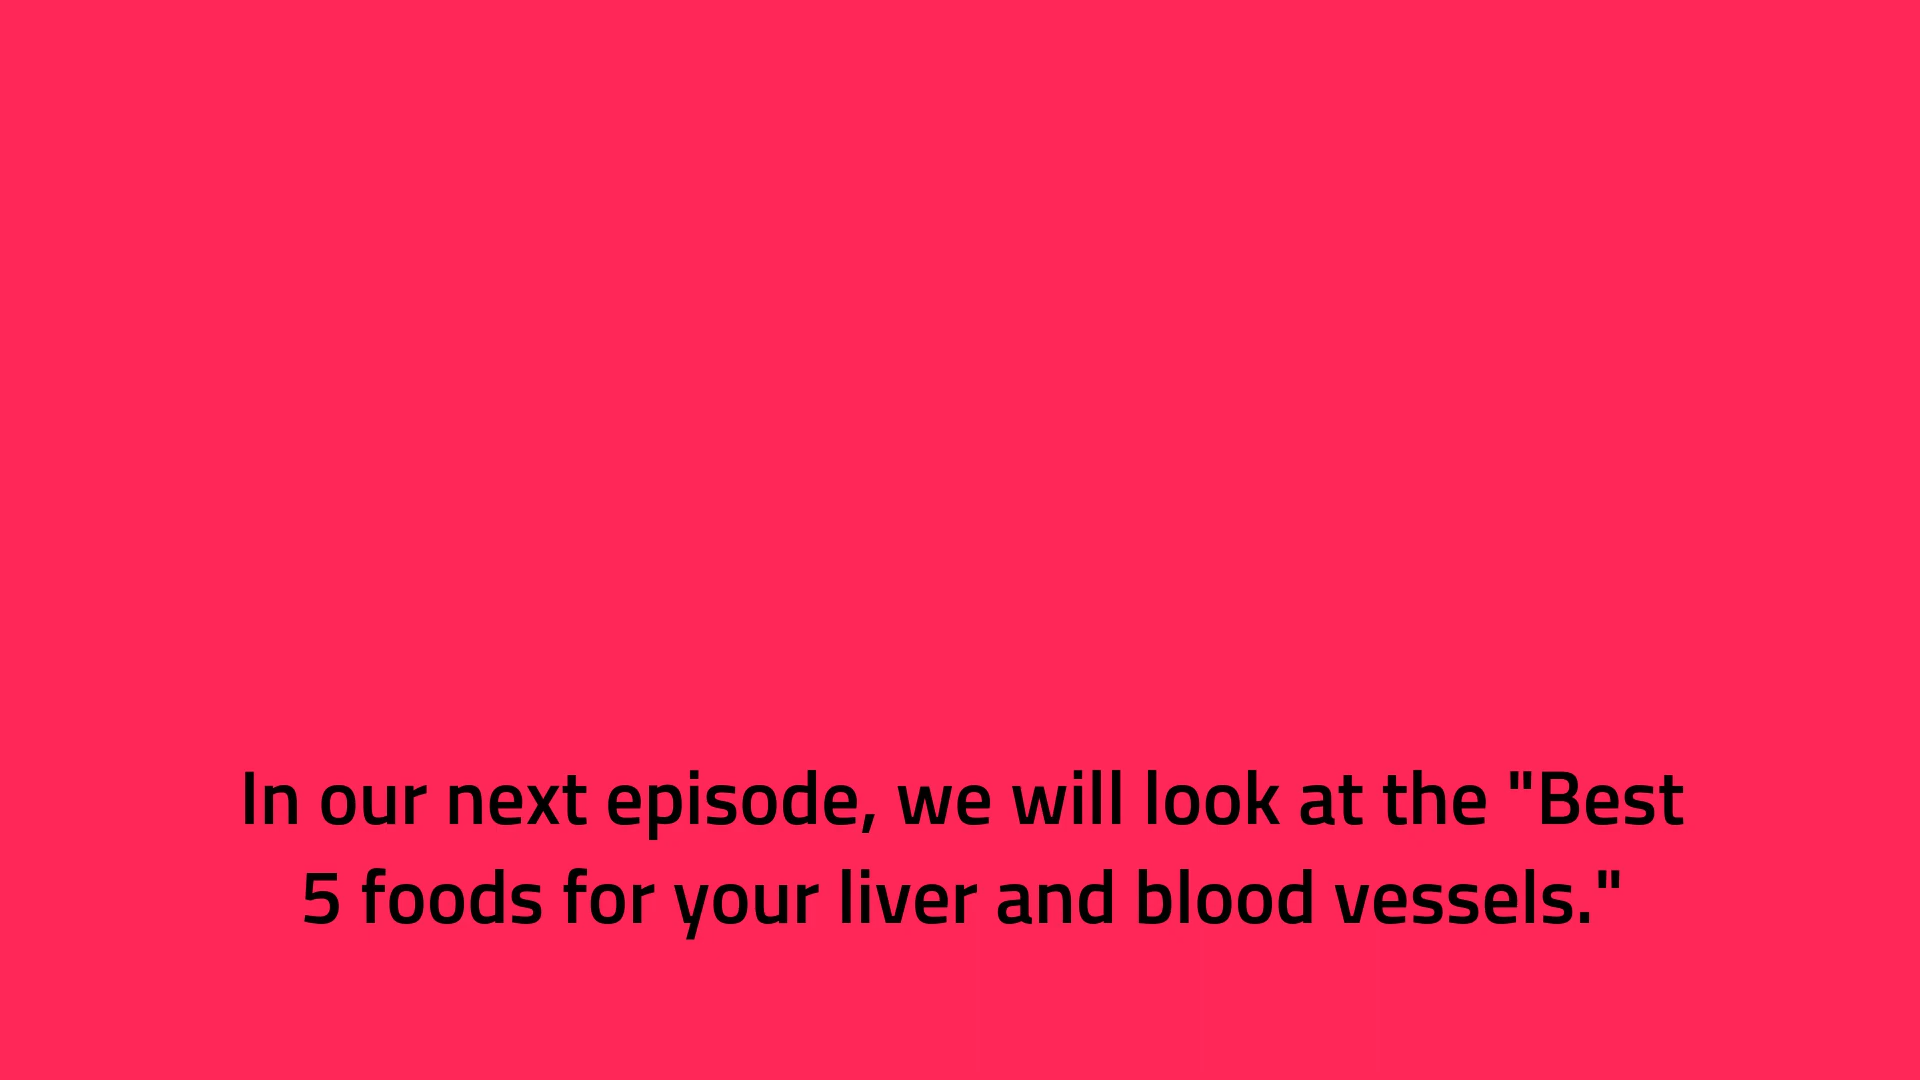 In our next episode, we will look at the "Best
5 foods for your liver and blood vessels."